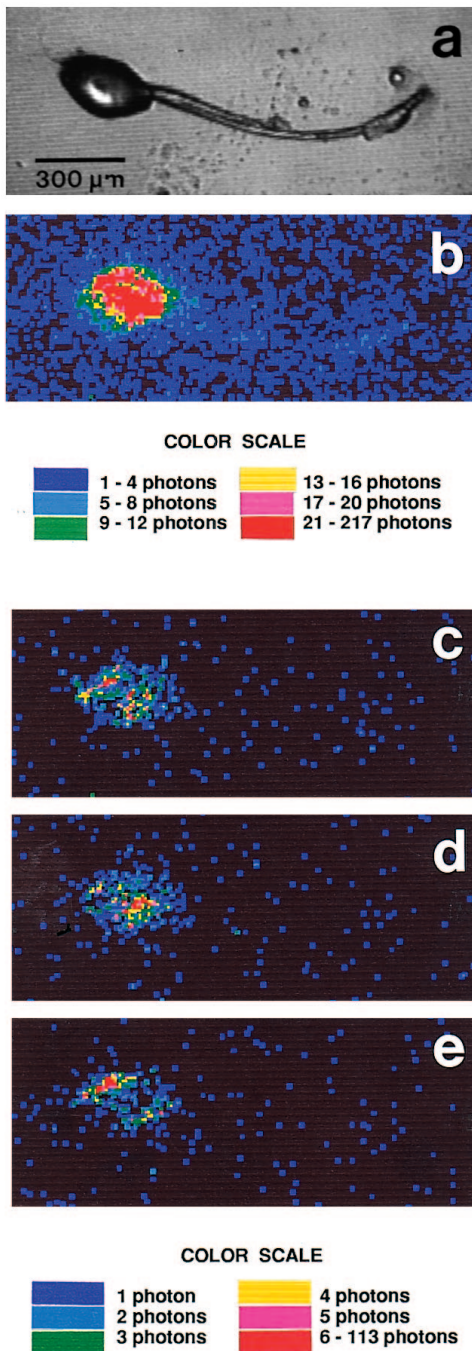 a
300 µm
b
COLOR SCALE
1 - 4 photons
5 - 8 photons
9 - 12 photons
13 - 16 photons
17 - 20 photons
21 - 217 photons
c
d
e
COLOR SCALE
1 photon
2 photons
3 photons
4 photons
5 photons
6 - 113 photons